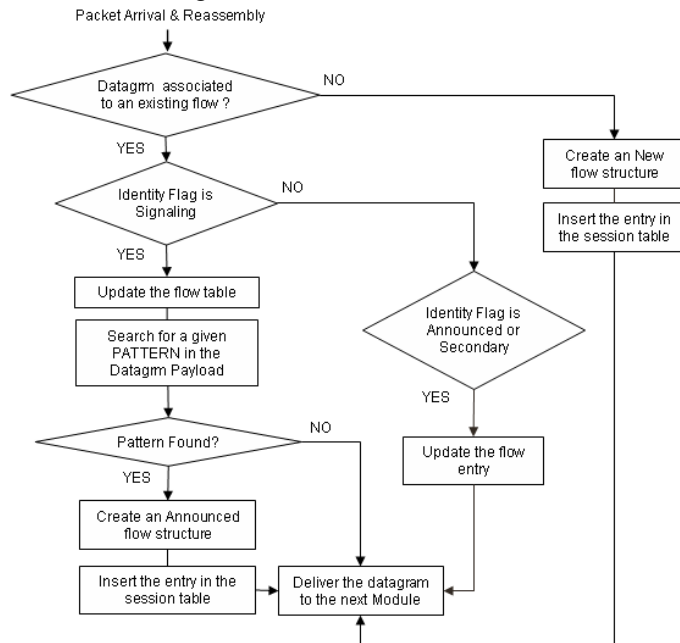 Packet Arrival & Reassembly
Datagrm associated
to an existing flow ?
NO
YES
Create an New
flow structure
Insert the entry in
the session table
Identity Flag is
Signaling
NO
YES
Update the flow table
Search for a given
PATTERN in the
Datagrm Payload
Identity Flag is
Announced or
Secondary
YES
Update the flow
entry
Pattern Found?
NO
YES
Create an Announced
flow structure
Insert the entry in the
session table
Deliver the datagram
to the next Module